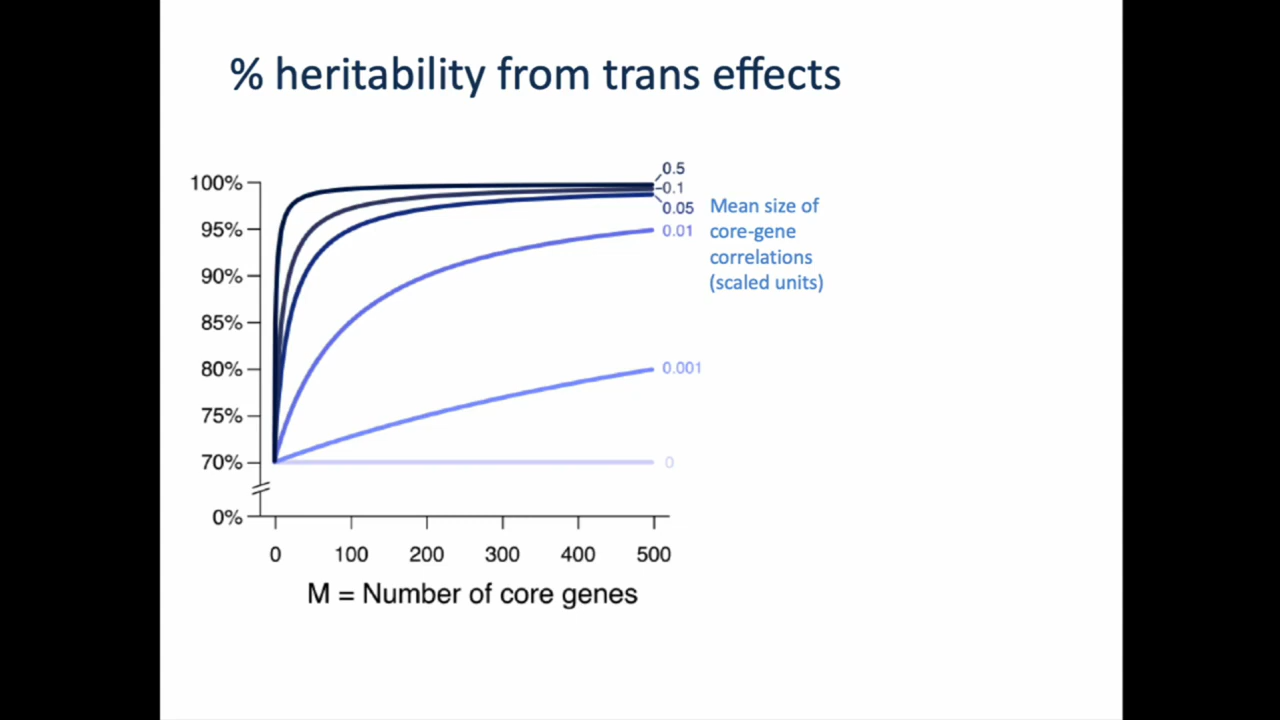 % heritability from trans effects
100%
95%
90%
85%
80%
75%
70%
0%
0.5
0.1
0.05
0.01
0.001
0
Mean size of
core-gene
correlations
(scaled units)
0 100 200 300 400 500
M = Number of core genes